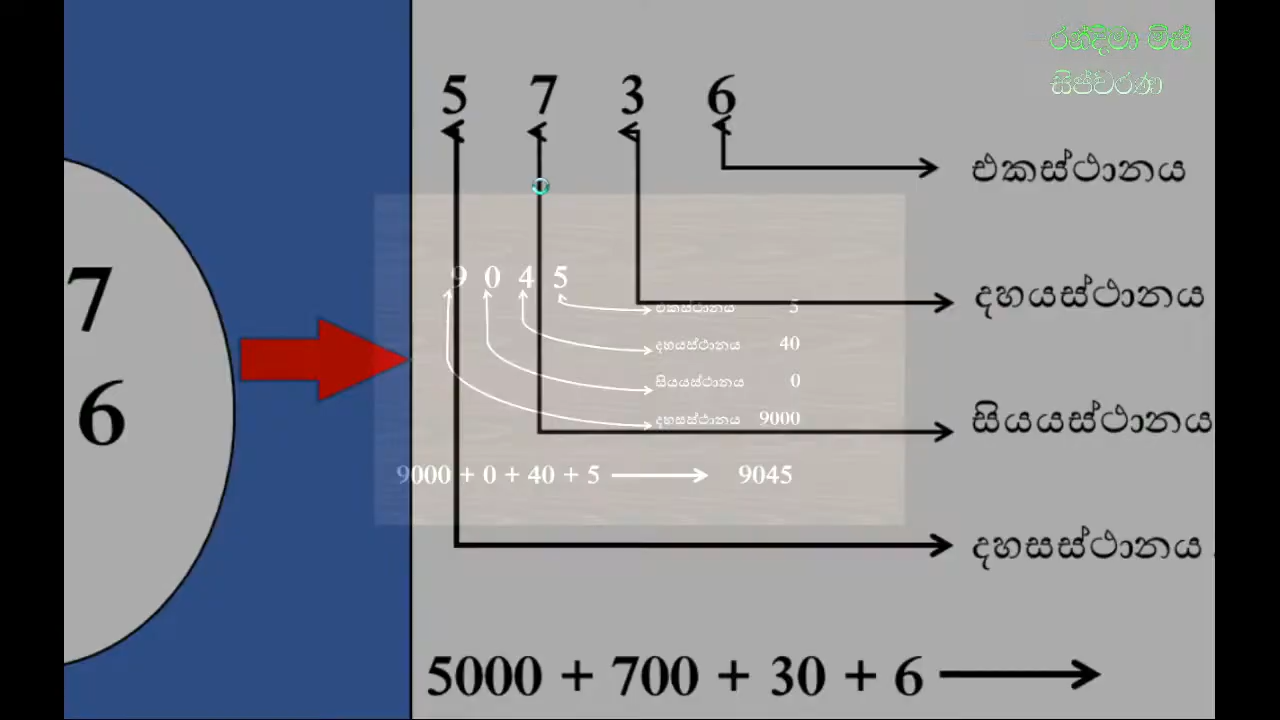 රන්දිමා මිස්
සිප්වරණ
5 7 3 6
එකස්ථානය
දහයස්ථානය
සියයස්ථානය
දහසස්ථානය
5000 + 700 + 30 + 6
7
6
9 0 4 5
එකස්ථානය 5
දහයස්ථානය 40
සියයස්ථානය 0
දහසස්ථානය 9000
9000 + 0 + 40 + 5 9045